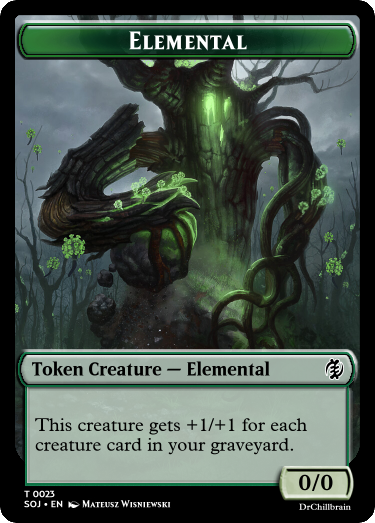 Elemental
Token Creature — Elemental
This creature gets +1/+1 for each
creature card in your graveyard.
0/0
T 0023
SOJ • EN Mateusz Wisniewski
DrChillbrain